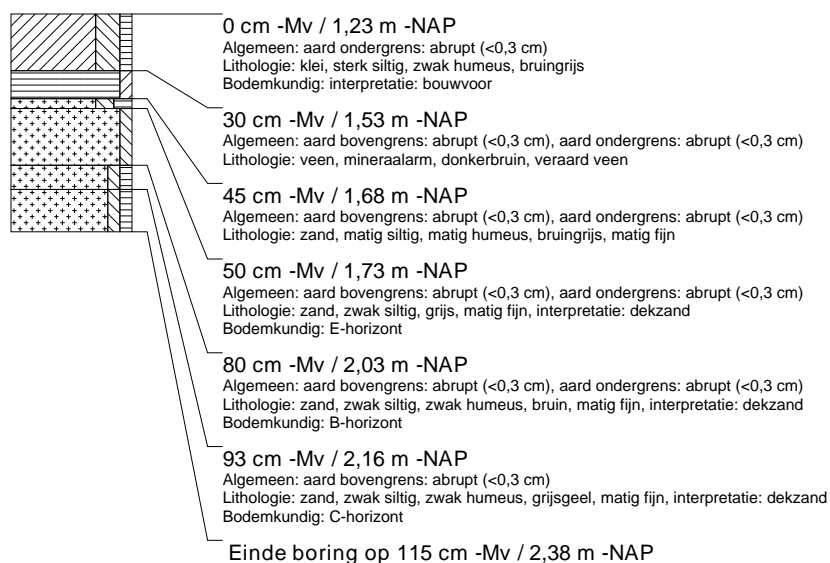 0 cm -Mv / 1,23 m -NAP
Algemeen: aard ondergrens: abrupt (<0,3 cm)
Lithologie: klei, sterk siltig, zwak humeus, bruingrijs
Bodemkundig: interpretatie: bouwvoor
30 cm -Mv / 1,53 m -NAP
Algemeen: aard bovengrens: abrupt (<0,3 cm), aard ondergrens: abrupt (<0,3 cm)
Lithologie: veen, mineraalarm, donkerbruin, veraard veen
45 cm -Mv / 1,68 m -NAP
Algemeen: aard bovengrens: abrupt (<0,3 cm), aard ondergrens: abrupt (<0,3 cm)
Lithologie: zand, matig siltig, matig humeus, bruingrijs, matig fijn
50 cm -Mv / 1,73 m -NAP
Algemeen: aard bovengrens: abrupt (<0,3 cm), aard ondergrens: abrupt (<0,3 cm)
Lithologie: zand, zwak siltig, grijs, matig fijn, interpretatie: dekzand
Bodemkundig: E-horizont
80 cm -Mv / 2,03 m -NAP
Algemeen: aard bovengrens: abrupt (<0,3 cm), aard ondergrens: abrupt (<0,3 cm)
Lithologie: zand, zwak siltig, zwak humeus, bruin, matig fijn, interpretatie: dekzand
Bodemkundig: B-horizont
93 cm -Mv / 2,16 m -NAP
Algemeen: aard bovengrens: abrupt (<0,3 cm)
Lithologie: zand, zwak siltig, zwak humeus, grijsgeel, matig fijn, interpretatie: dekzand
Bodemkundig: C-horizont
Einde boring op 115 cm -Mv / 2,38 m -NAP